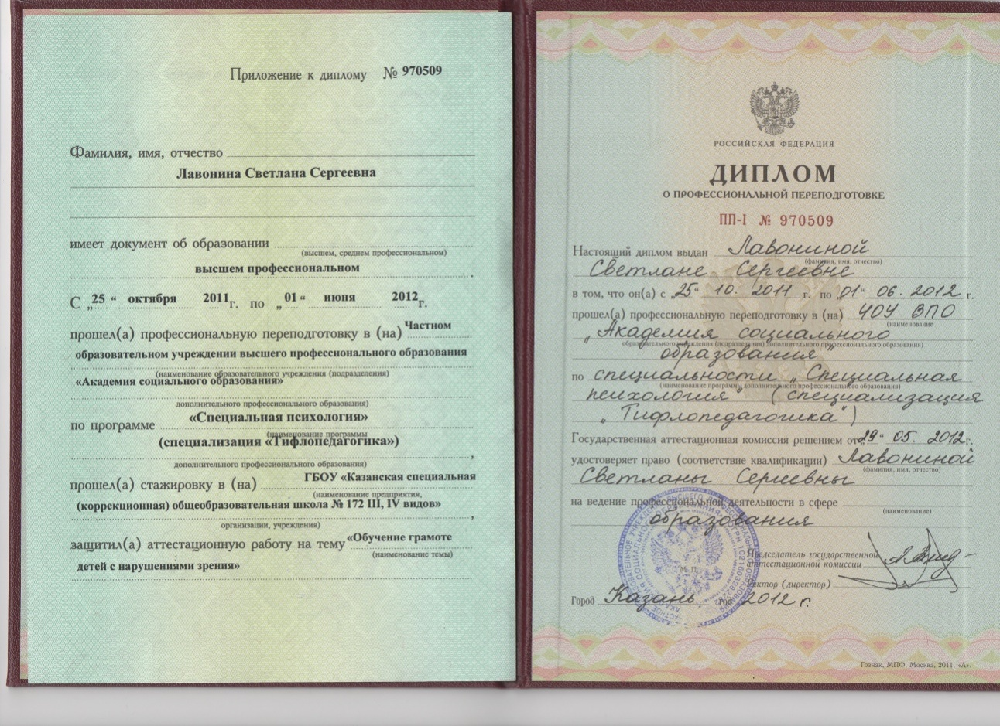 Приложение к диплому № 970509
Фамилия, имя, отчество
Лавонина Светлана Сергеевна
имеет документ об образовании
(высшем, среднем профессиональном)
высшем профессиональном
С „25“ октября 2011 г. по „01“ июня 2012 г.
прошел(а) профессиональную переподготовку в (на) Частном
образовательном учреждении высшего профессионального образования
(наименование образовательного учреждения (подразделения)
«Академия социального образования»
дополнительного профессионального образования)
по программе «Специальная психология»
(наименование программы
(специализация «Тифлопедагогика») ,
дополнительного профессионального образования)
прошел(а) стажировку в (на) ГБОУ «Казанская специальная
(наименование предприятия,
(коррекционная) общеобразовательная школа № 172 III, IV видов» ,
организации, учреждения)
защитил(а) аттестационную работу на тему «Обучение грамоте
(наименование темы)
детей с нарушениями зрения»
РОССИЙСКАЯ ФЕДЕРАЦИЯ
ДИПЛОМ
О ПРОФЕССИОНАЛЬНОЙ ПЕРЕПОДГОТОВКЕ
ПП-I № 970509
Настоящий диплом выдан Лавониной
(фамилия, имя, отчество)
Светлане Сергеевне
в том, что он(а) с „25“ 10. 2011 г. по „01“ 06. 2012 г.
прошел(а) профессиональную переподготовку в (на) ЧОУ ВПО
(наименование
„Академия социального
образовательного учреждения (подразделения) дополнительного профессионального образования)
образования"
по специальности „Специальная
(наименование программы дополнительного профессионального образования)
психология" (специализация
„Тифлопедагогика")
Государственная аттестационная комиссия решением от „29“ 05. 2012 г.
удостоверяет право (соответствие квалификации) Лавониной
(фамилия, имя, отчество)
Светланы Сергеевны
на ведение профессиональной деятельности в сфере
(наименование)
образования
Председатель государственной
аттестационной комиссии
М. П.
Ректор (директор)
Город Казань год 2012 г.
Гознак, МПФ, Москва, 2011, «А».